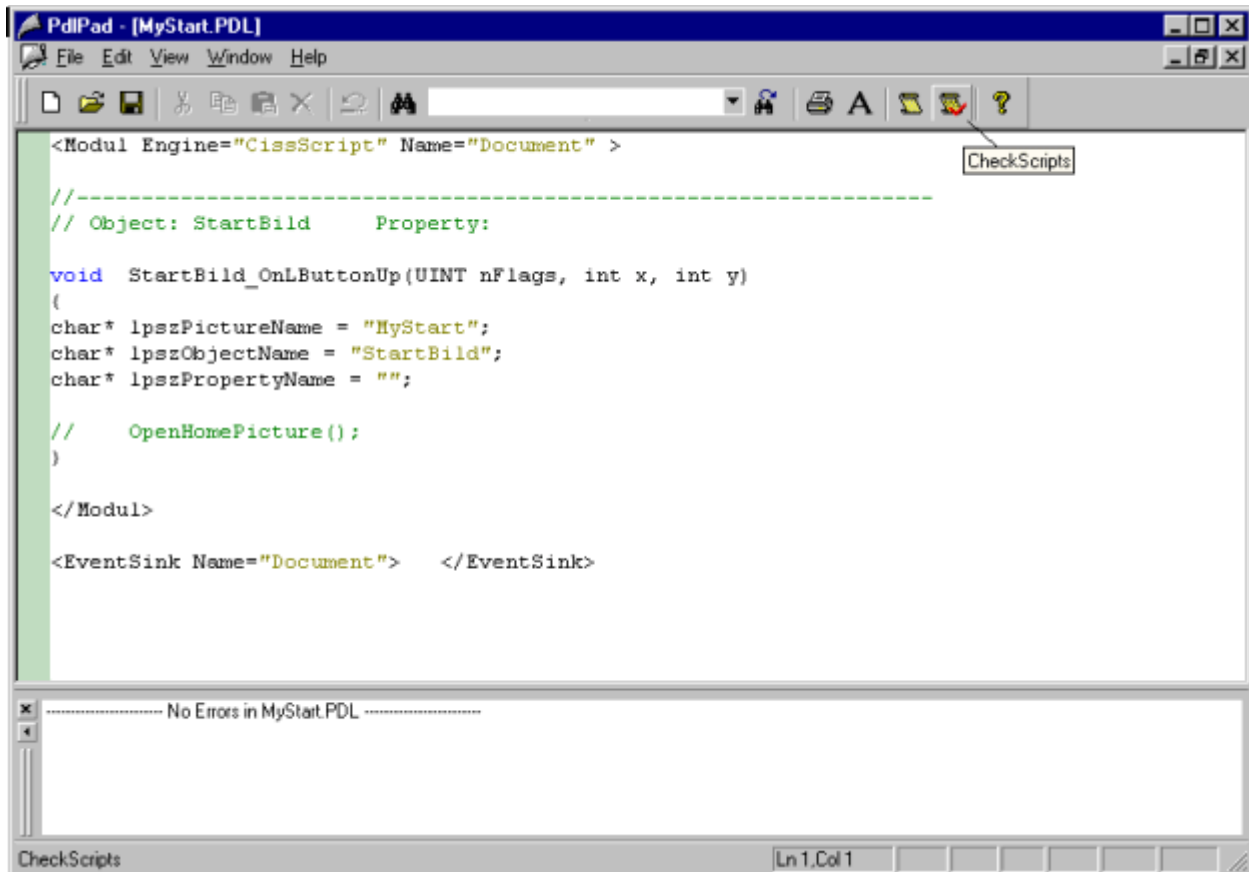 PdlPad - [MyStart.PDL]
File Edit View Window Help
A ?
CheckScripts
<Modul Engine="CissScript" Name="Document" >
//------------------------------------------------------------------
// Object: StartBild     Property:
void  StartBild_OnLButtonUp(UINT nFlags, int x, int y)
{
char* lpszPictureName = "MyStart";
char* lpszObjectName = "StartBild";
char* lpszPropertyName = "";
//    OpenHomePicture();
}
</Modul>
<EventSink Name="Document">   </EventSink>
-------------------------- No Errors in MyStart.PDL --------------------------
CheckScripts Ln 1,Col 1